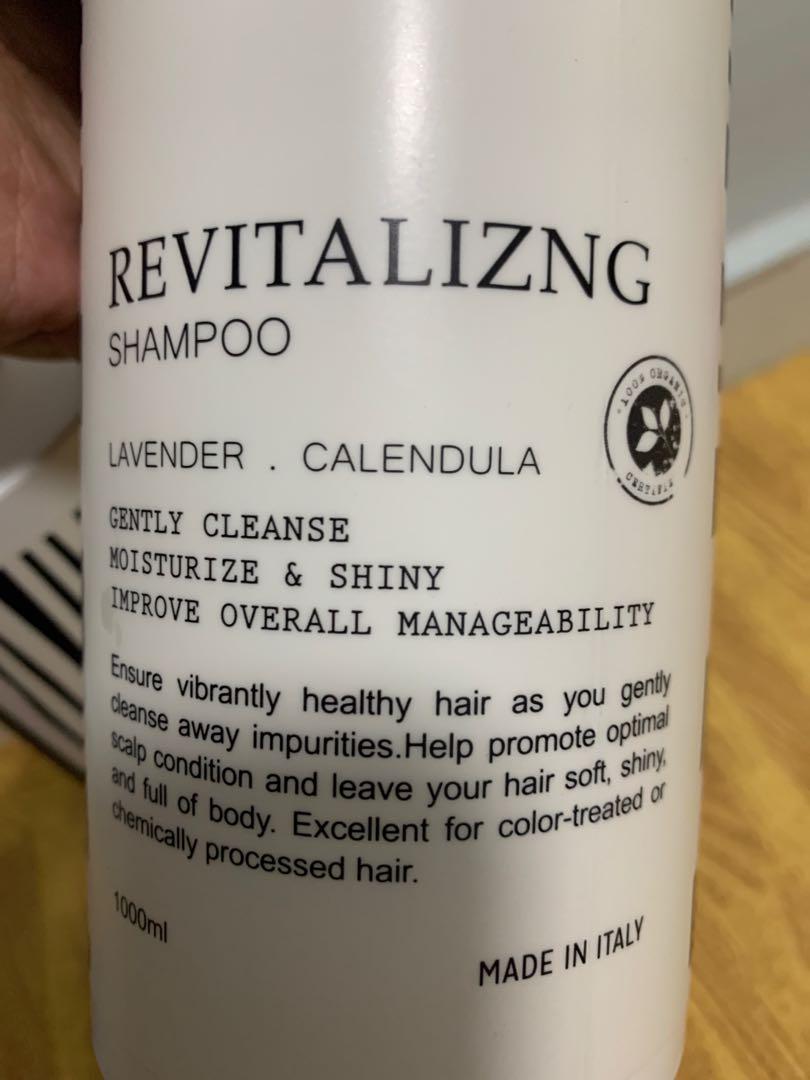 REVITALIZNG
SHAMPOO
100% ORGANIC
LAVENDER . CALENDULA
GENTLY CLEANSE
MOISTURIZE & SHINY
IMPROVE OVERALL MANAGEABILITY
Ensure vibrantly healthy hair as you gently
cleanse away impurities.Help promote optimal
scalp condition and leave your hair soft, shiny,
and full of body. Excellent for color-treated or
chemically processed hair.
1000ml
MADE IN ITALY